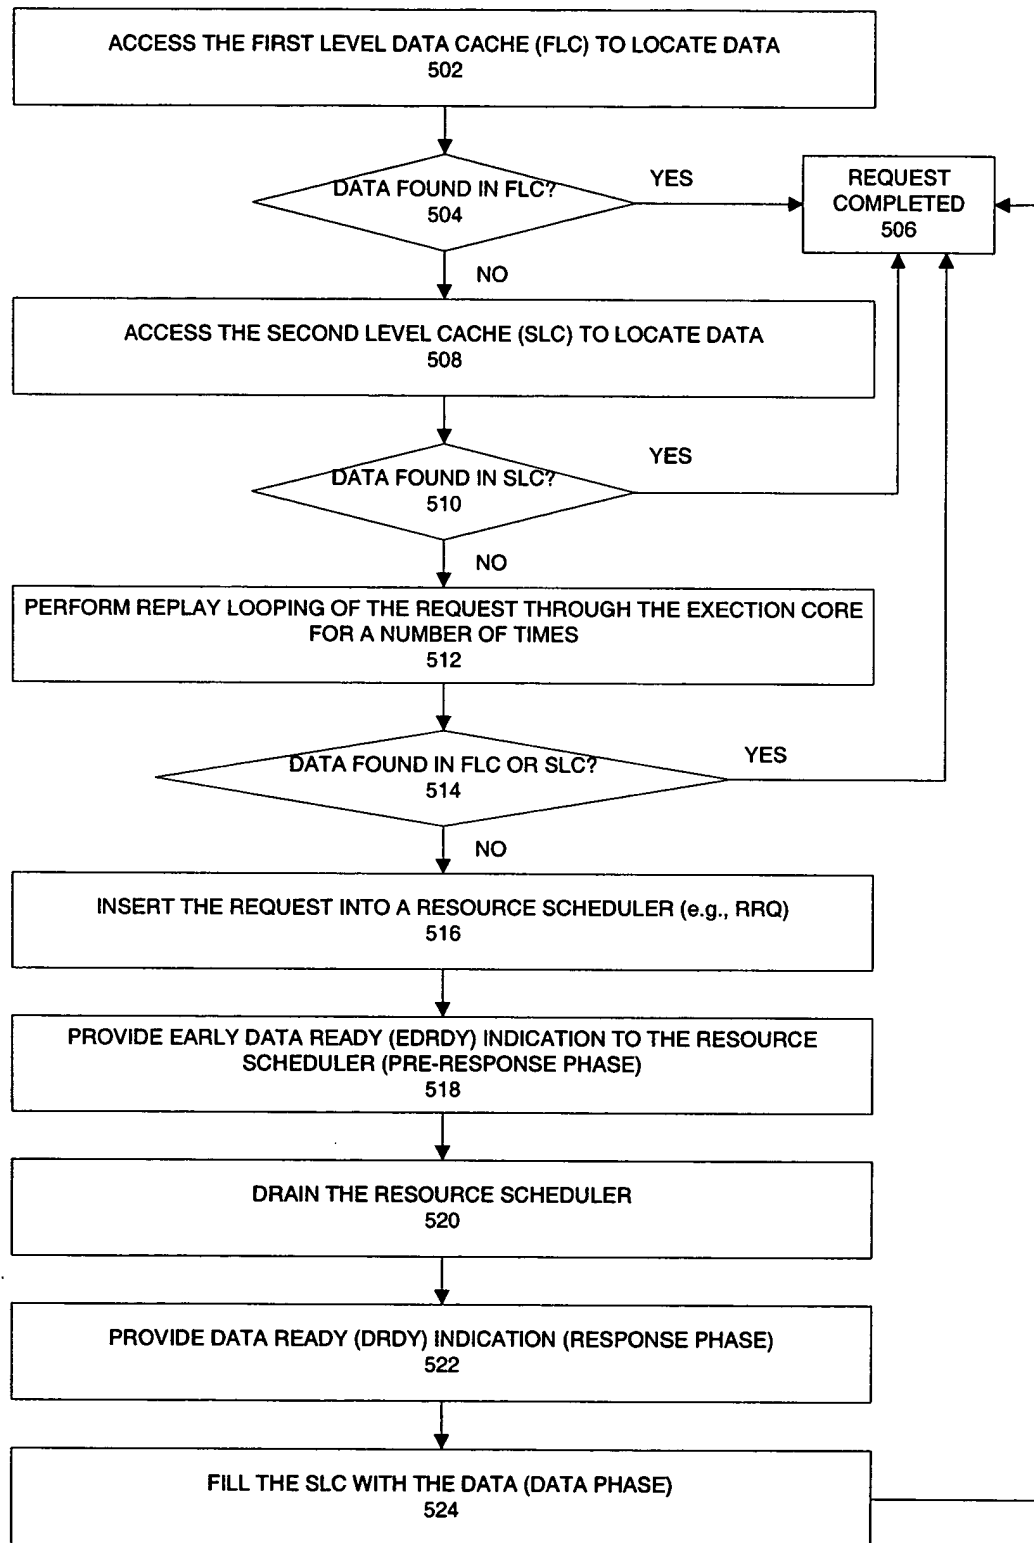 ACCESS THE FIRST LEVEL DATA CACHE (FLC) TO LOCATE DATA
502
DATA FOUND IN FLC?
504
YES
REQUEST
COMPLETED
506
NO
ACCESS THE SECOND LEVEL CACHE (SLC) TO LOCATE DATA
508
DATA FOUND IN SLC?
510
YES
NO
PERFORM REPLAY LOOPING OF THE REQUEST THROUGH THE EXECTION CORE
FOR A NUMBER OF TIMES
512
DATA FOUND IN FLC OR SLC?
514
YES
NO
INSERT THE REQUEST INTO A RESOURCE SCHEDULER (e.g., RRQ)
516
PROVIDE EARLY DATA READY (EDRDY) INDICATION TO THE RESOURCE
SCHEDULER (PRE-RESPONSE PHASE)
518
DRAIN THE RESOURCE SCHEDULER
520
PROVIDE DATA READY (DRDY) INDICATION (RESPONSE PHASE)
522
FILL THE SLC WITH THE DATA (DATA PHASE)
524